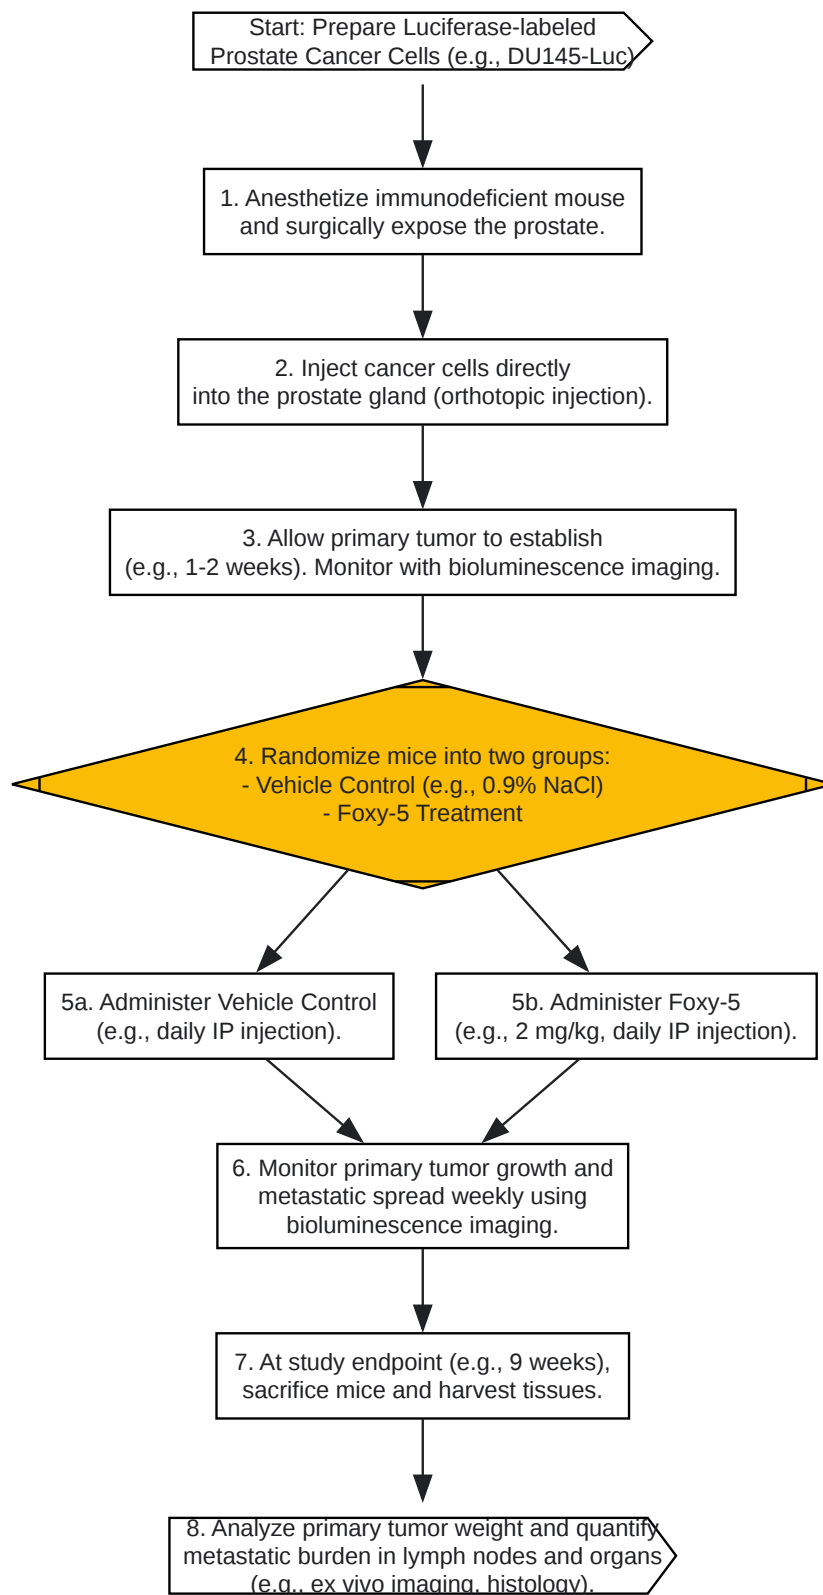 Start: Prepare Luciferase-labeled
Prostate Cancer Cells (e.g., DU145-Luc)
1. Anesthetize immunodeficient mouse
and surgically expose the prostate.
2. Inject cancer cells directly
into the prostate gland (orthotopic injection).
3. Allow primary tumor to establish
(e.g., 1-2 weeks). Monitor with bioluminescence imaging.
4. Randomize mice into two groups:
- Vehicle Control (e.g., 0.9% NaCl)
- Foxy-5 Treatment
5a. Administer Vehicle Control
(e.g., daily IP injection).
5b. Administer Foxy-5
(e.g., 2 mg/kg, daily IP injection).
6. Monitor primary tumor growth and
metastatic spread weekly using
bioluminescence imaging.
7. At study endpoint (e.g., 9 weeks),
sacrifice mice and harvest tissues.
8. Analyze primary tumor weight and quantify
metastatic burden in lymph nodes and organs
(e.g., ex vivo imaging, histology).